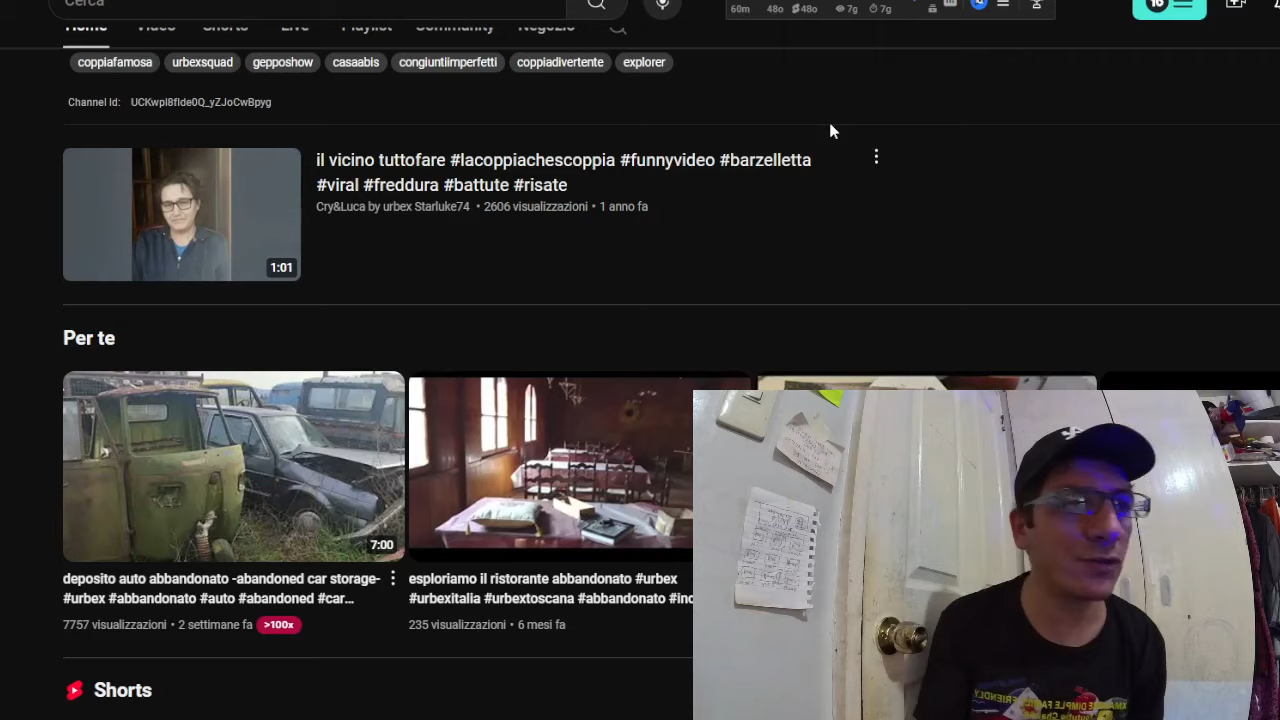 Cerca
60m 48o 48o 7g 7g
16
Home Video Shorts Live Playlist Community Negozio
coppiafamosa urbexsquad gepposhow casaabis congiuntiimperfetti coppiadivertente explorer
Channel Id: UCKwpI8fIde0Q_yZJoCwBpyg
il vicino tuttofare #lacoppiachescoppia #funnyvideo #barzelletta
#viral #freddura #battute #risate
Cry&Luca by urbex Starluke74 • 2606 visualizzazioni • 1 anno fa
1:01
Per te
7:00
deposito auto abbandonato -abandoned car storage-
#urbex #abbandonato #auto #abandoned #car...
7757 visualizzazioni • 2 settimane fa >100x
esploriamo il ristorante abbandonato #urbex
#urbexitalia #urbextoscana #abbandonato
235 visualizzazioni • 6 mesi fa
Shorts